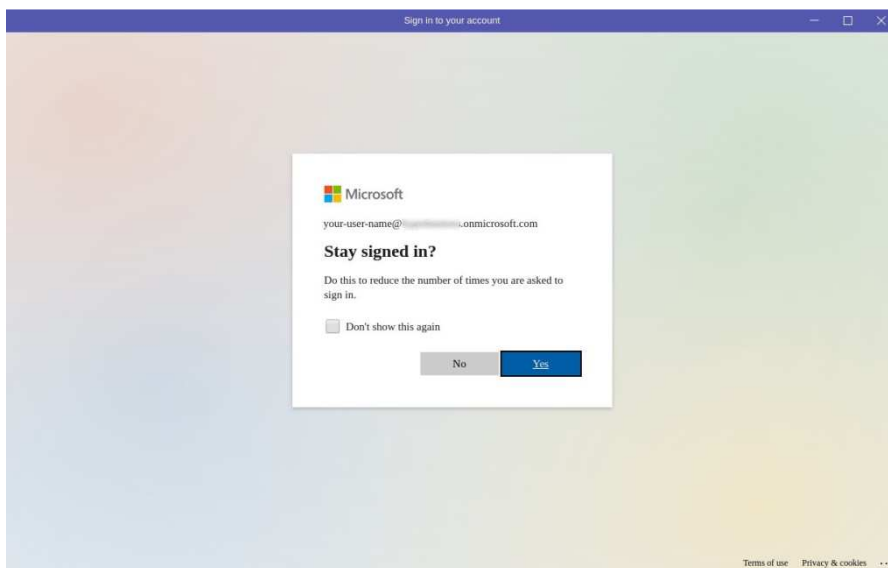 Sign in to your account
Microsoft
your-user-name@ .onmicrosoft.com
Stay signed in?
Do this to reduce the number of times you are asked to
sign in.
Don't show this again
No Yes
Terms of use Privacy & cookies ..